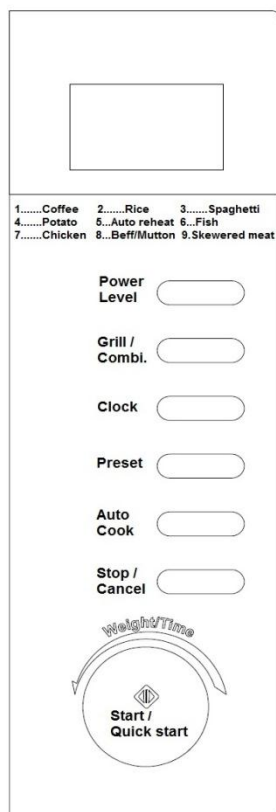 1......Coffee 2......Rice 3......Spaghetti
4......Potato 5...Auto reheat 6...Fish
7......Chicken 8...Beff/Mutton 9.Skewered meat
Power
Level
Grill /
Combi.
Clock
Preset
Auto
Cook
Stop /
Cancel
Weight/Time
Start /
Quick start